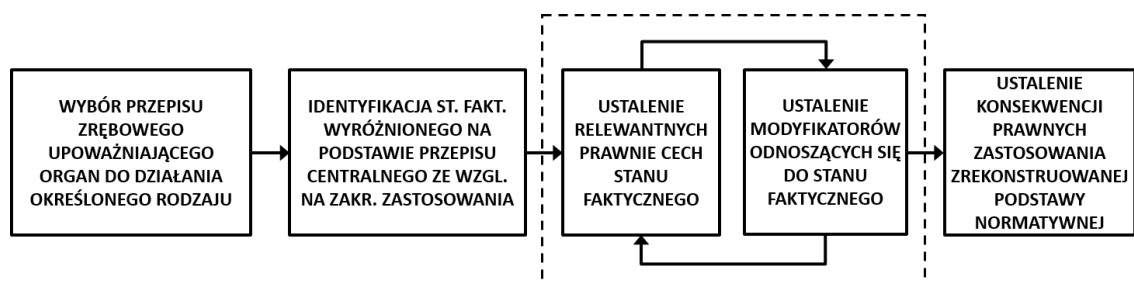 WYBÓR PRZEPISU
ZRĘBOWEGO
UPOWAŻNIAJĄCEGO
ORGAN DO DZIAŁANIA
OKREŚLONEGO RODZAJU
IDENTYFIKACJA ST. FAKT.
WYRÓŻNIONEGO NA
PODSTAWIE PRZEPISU
CENTRALNEGO ZE WZGL.
NA ZAKR. ZASTOSOWANIA
USTALENIE
RELEWANTNYCH
PRAWNIE CECH
STANU
FAKTYCZNEGO
USTALENIE
MODYFIKATORÓW
ODNOSZĄCYCH SIĘ
DO STANU
FAKTYCZNEGO
USTALENIE
KONSEKWENCJI
PRAWNYCH
ZASTOSOWANIA
ZREKONSTRUOWANEJ
PODSTAWY
NORMATYWNEJ